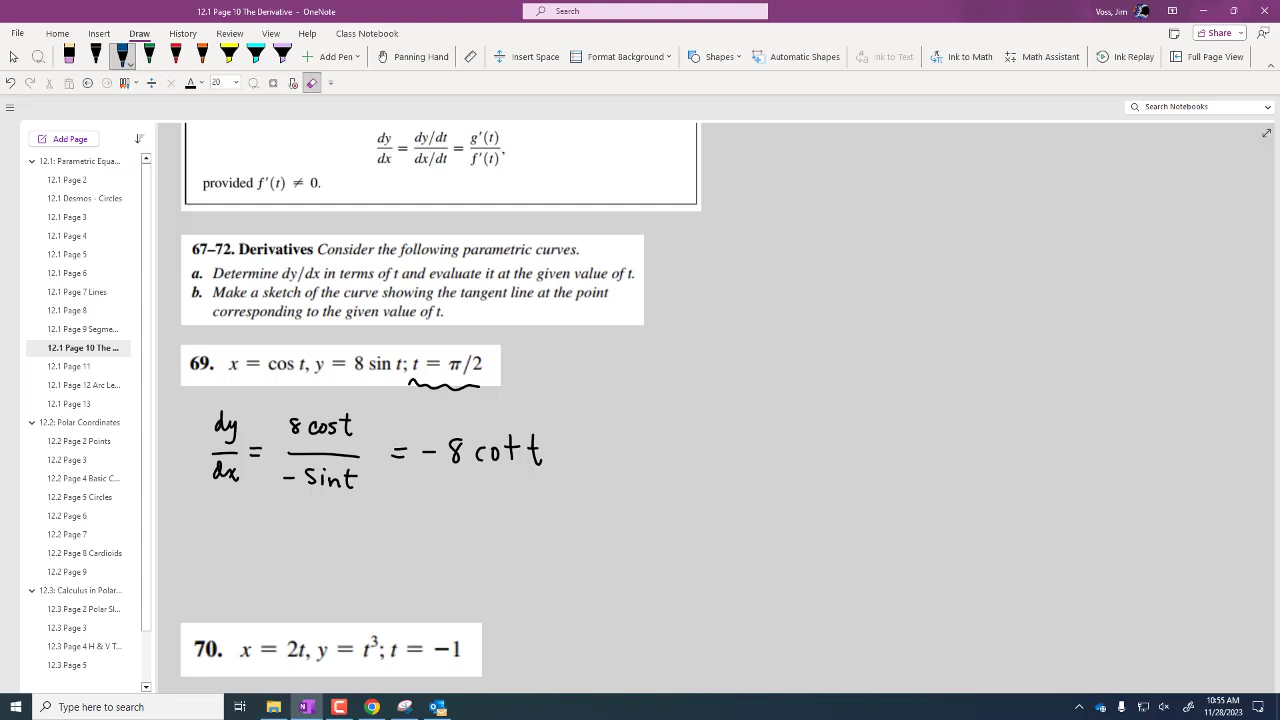 12.1 Page 10 The Derivative - OneNote
Search
Voss, Jim
File Home Insert Draw History Review View Help Class Notebook
Share
Add Pen Panning Hand Insert Space Format Background Shapes Automatic Shapes Ink to Text Ink to Math Math Assistant Ink Replay Full Page View
20
Search Notebooks
Add Page
12.1: Parametric Equa...
12.1 Page 2
12.1 Desmos - Circles
12.1 Page 3
12.1 Page 4
12.1 Page 5
12.1 Page 6
12.1 Page 7 Lines
12.1 Page 8
12.1 Page 9 Segme...
12.1 Page 10 The ...
12.1 Page 11
12.1 Page 12 Arc Le...
12.1 Page 13
12.2: Polar Coordinates
12.2 Page 2 Points
12.2 Page 3
12.2 Page 4 Basic C...
12.2 Page 5 Circles
12.2 Page 6
12.2 Page 7
12.2 Page 8 Cardioids
12.2 Page 9
12.3: Calculus in Polar...
12.3 Page 2 Polar Sl...
12.3 Page 3
12.3 Page 4 H & V T...
12.3 Page 5
dy/dx = (dy/dt)/(dx/dt) = g′(t)/f′(t),
provided f′(t) ≠ 0.
67–72. Derivatives Consider the following parametric curves.
a. Determine dy/dx in terms of t and evaluate it at the given value of t.
b. Make a sketch of the curve showing the tangent line at the point
corresponding to the given value of t.
69. x = cos t, y = 8 sin t; t = π/2
dy/dx = 8 cost / - sint = - 8 cot t
70. x = 2t, y = t³; t = −1
Type here to search
10:55 AM
11/28/2023